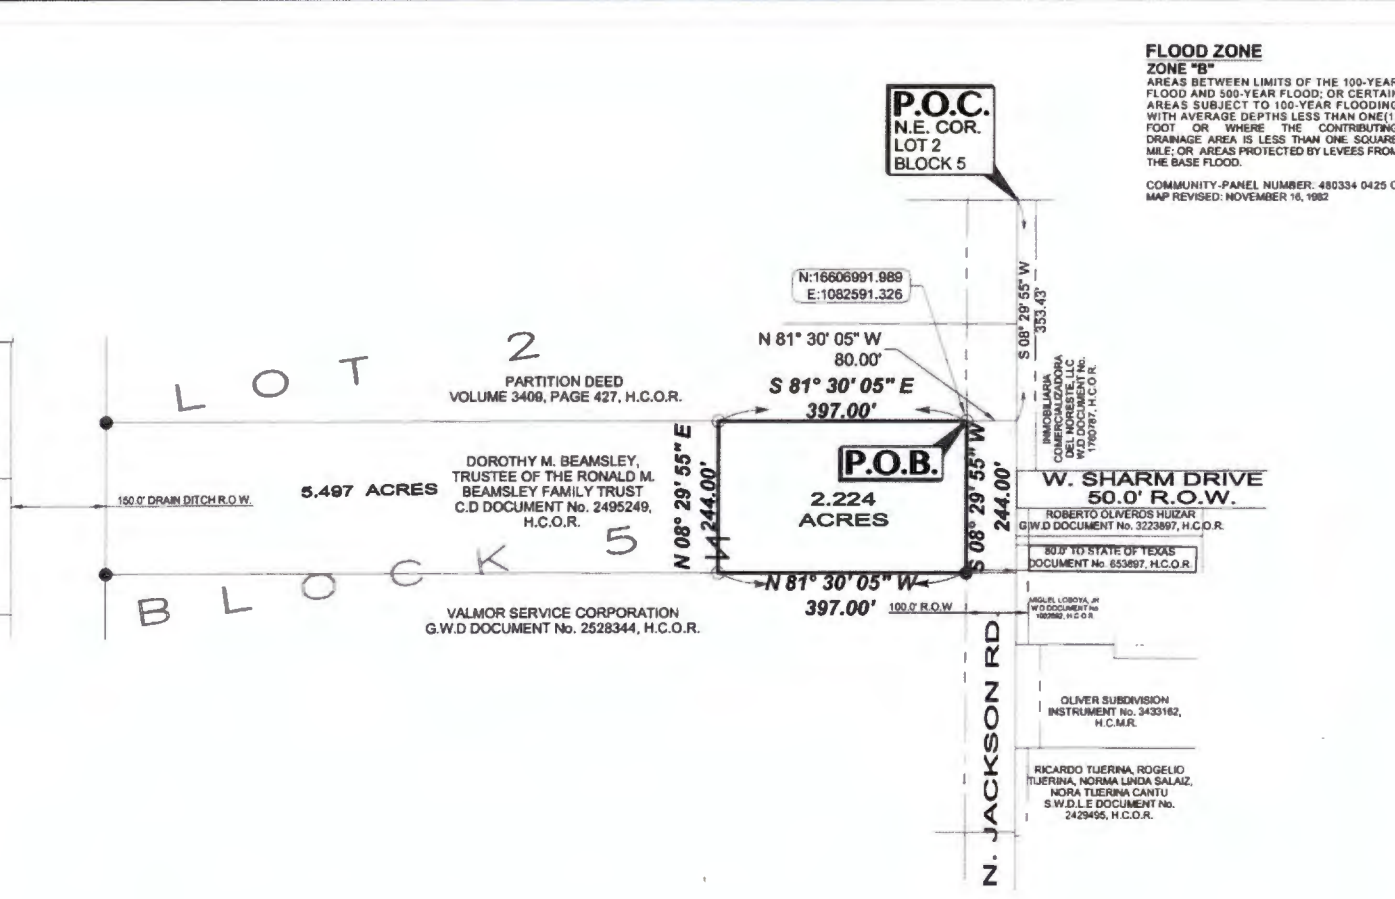 FLOOD ZONE
ZONE "B"
AREAS BETWEEN LIMITS OF THE 100-YEAR
FLOOD AND 500-YEAR FLOOD; OR CERTAIN
AREAS SUBJECT TO 100-YEAR FLOODING
WITH AVERAGE DEPTHS LESS THAN ONE(1
FOOT OR WHERE THE CONTRIBUTING
DRAINAGE AREA IS LESS THAN ONE SQUARE
MILE; OR AREAS PROTECTED BY LEVEES FROM
THE BASE FLOOD.
COMMUNITY-PANEL NUMBER: 480334 0425 C
MAP REVISED: NOVEMBER 16, 1982
P.O.C.
N.E. COR.
LOT 2
BLOCK 5
N:16606991.989
E:1082591.326
S 08° 29' 55" W
353.43'
N 81° 30' 05" W
80.00'
S 81° 30' 05" E
397.00'
LOT 2
PARTITION DEED
VOLUME 3409, PAGE 427, H.C.O.R.
INMOBILIARIA
COMERCIALIZADORA
DEL NORESTE, LLC
W.D DOCUMENT No.
1760787, H.C.O.R.
P.O.B.
2.224
ACRES
N 08° 29' 55" E
244.00'
S 08° 29' 55" W
244.00'
DOROTHY M. BEAMSLEY,
TRUSTEE OF THE RONALD M.
BEAMSLEY FAMILY TRUST
C.D DOCUMENT No. 2495249,
H.C.O.R.
5.497 ACRES
150.0' DRAIN DITCH R.O.W.
W. SHARM DRIVE
50.0' R.O.W.
ROBERTO OLIVEROS HUIZAR
G.W.D DOCUMENT No. 3223897, H.C.O.R.
80.0' TO STATE OF TEXAS
DOCUMENT No. 653897, H.C.O.R.
BLOCK 5
N 81° 30' 05" W
397.00'
100.0' R.O.W
VALMOR SERVICE CORPORATION
G.W.D DOCUMENT No. 2528344, H.C.O.R.
MIGUEL LOBOYA, JR
W.D DOCUMENT No
H.C.O.R.
N. JACKSON RD.
OLIVER SUBDIVISION
INSTRUMENT No. 3433162,
H.C.M.R.
RICARDO TIJERINA, ROGELIO
TIJERINA, NORMA LINDA SALAIZ,
NORA TIJERINA CANTU
S.W.D.L.E DOCUMENT No.
2429495, H.C.O.R.